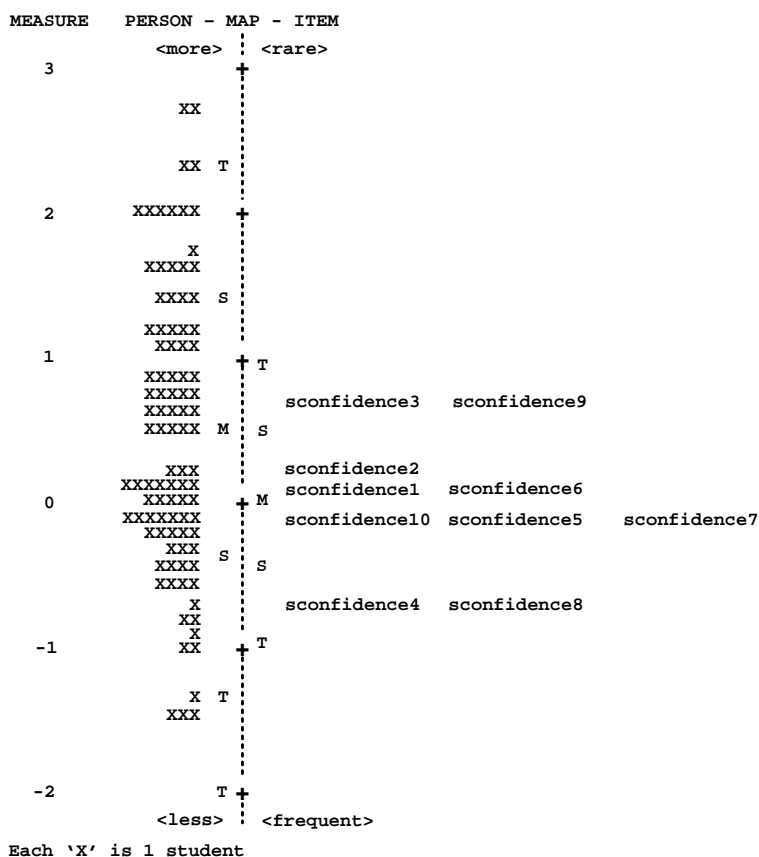 MEASURE PERSON – MAP - ITEM
<more> <rare>
3 +
XX
XX T
2 XXXXXX +
X
XXXXX
XXXX S
XXXXX
XXXX
1 + T
XXXXX
XXXXX sconfidence3 sconfidence9
XXXXX
XXXXX M S
XXX sconfidence2
XXXXXXX sconfidence1 sconfidence6
0 XXXXX + M
XXXXXXX sconfidence10 sconfidence5 sconfidence7
XXXXX
XXX S
XXXX S
XXXX
X sconfidence4 sconfidence8
XX
X T
-1 XX +
X T
XXX
-2 T +
<less> <frequent>
Each ‘X’ is 1 student